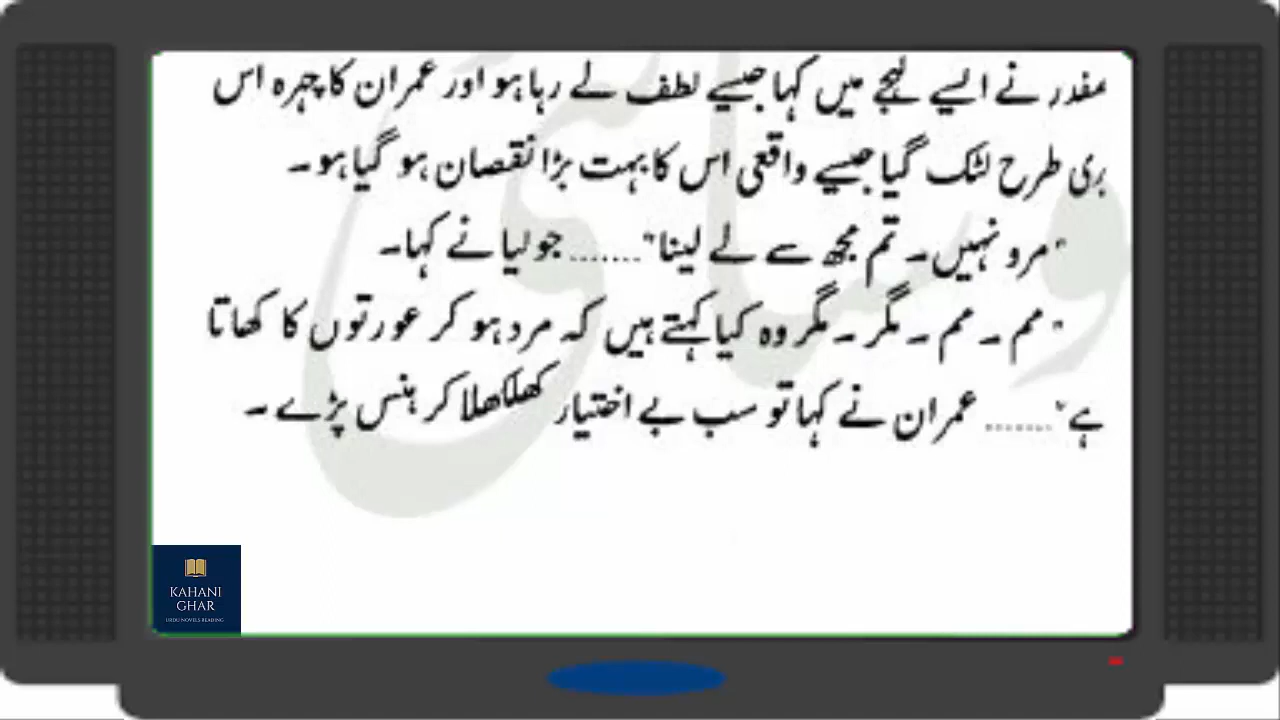 صفدر نے ایسے لہجے میں کہا جیسے لطف لے رہا ہو اور عمران کا چہرہ اس
بری طرح لٹک گیا جیسے واقعی اس کا بہت بڑا نقصان ہو گیا ہو۔
"مرو نہیں۔ تم مجھ سے لے لینا"....... جولیا نے کہا۔
"مم۔ مم۔ مگر۔ مگر وہ کیا کہتے ہیں کہ مرد ہو کر عورتوں کا کھاتا
ہے"....... عمران نے کہا تو سب بے اختیار کھلکھلا کر ہنس پڑے۔
KAHANI
GHAR
URDU NOVELS READING